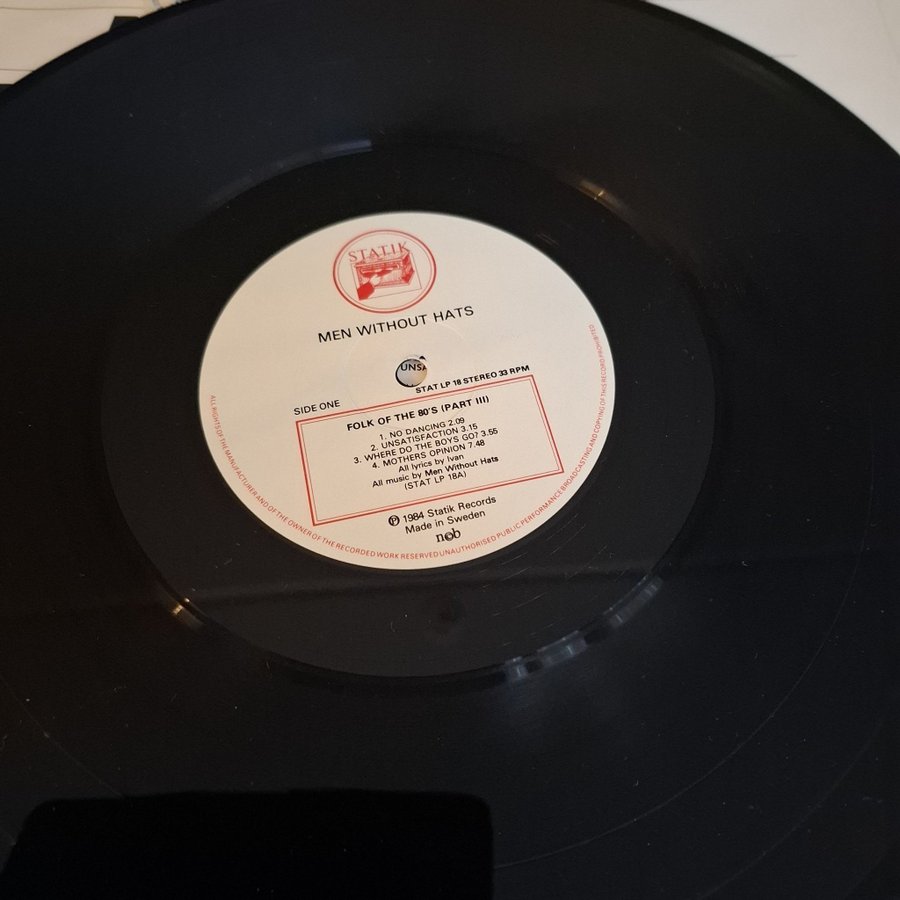 STATIK
MEN WITHOUT HATS
UNSA
STAT LP 18 STEREO 33 RPM
SIDE ONE
FOLK OF THE 80'S (PART III)
1. NO DANCING 2.09
2. UNSATISFACTION 3.15
3. WHERE DO THE BOYS GO? 3.55
4. MOTHERS OPINION 7.48
All lyrics by Ivan
All music by Men Without Hats
(STAT LP 18A)
℗ 1984 Statik Records
Made in Sweden
n©b
ALL RIGHTS OF THE MANUFACTURER AND OF THE OWNER OF THE RECORDED WORK RESERVED UNAUTHORISED PUBLIC PERFORMANCE BROADCASTING AND COPYING OF THIS RECORD PROHIBITED